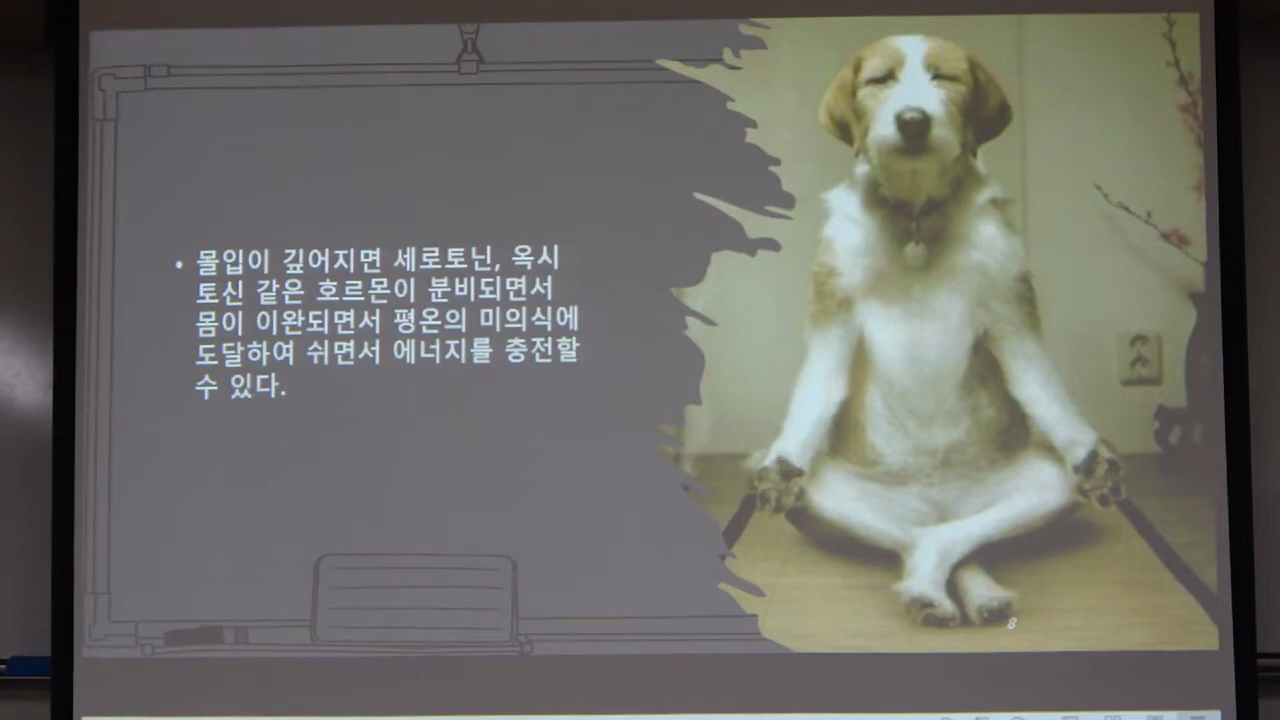 • 몰입이 깊어지면 세로토닌, 옥시
토신 같은 호르몬이 분비되면서
몸이 이완되면서 평온의 미의식에
도달하여 쉬면서 에너지를 충전할
수 있다.
8